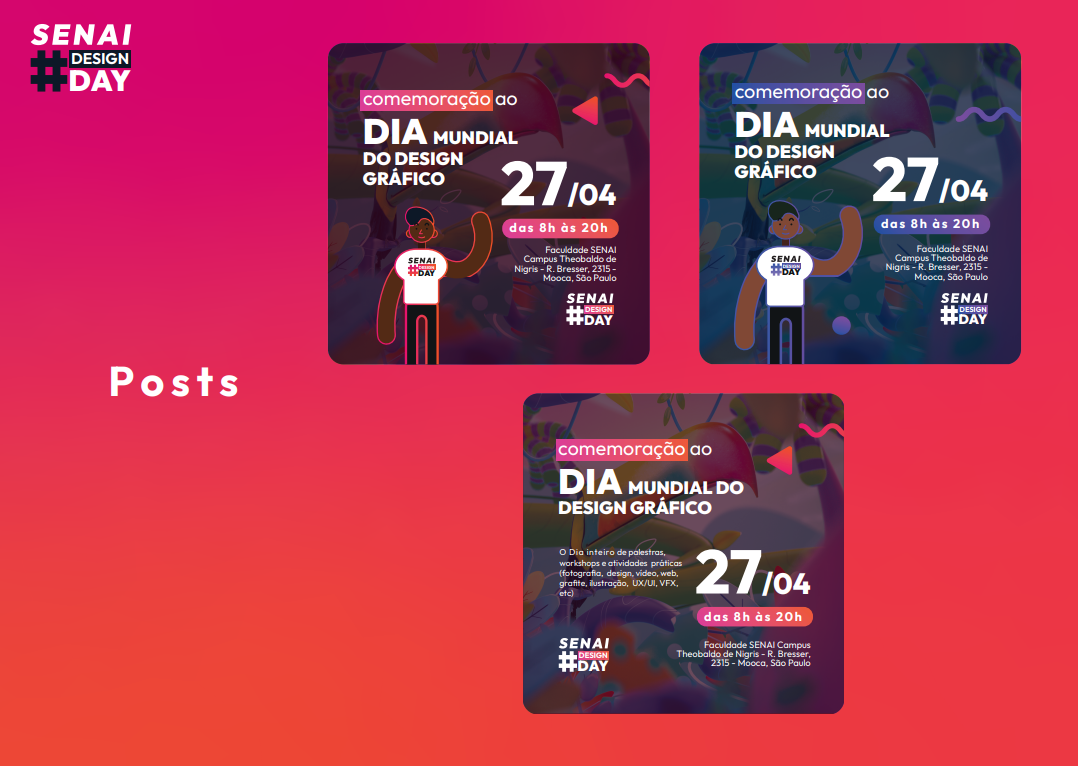 SENAI
#DESIGN
DAY
Posts
comemoração ao
DIA MUNDIAL
DO DESIGN
GRÁFICO
27/04
das 8h às 20h
Faculdade SENAI
Campus Theobaldo de
Nigris - R. Bresser, 2315 -
Mooca, São Paulo
SENAI
#DESIGN
DAY
SENAI
#DESIGN
DAY
comemoração ao
DIA MUNDIAL
DO DESIGN
GRÁFICO
27/04
das 8h às 20h
Faculdade SENAI
Campus Theobaldo de
Nigris - R. Bresser, 2315 -
Mooca, São Paulo
SENAI
#DESIGN
DAY
SENAI
#DESIGN
DAY
comemoração ao
DIA MUNDIAL DO
DESIGN GRÁFICO
O Dia inteiro de palestras,
workshops e atividades práticas
(fotografia, design, vídeo, web,
grafite, ilustração, UX/UI, VFX,
etc)
27/04
das 8h às 20h
SENAI
#DESIGN
DAY
Faculdade SENAI Campus
Theobaldo de Nigris - R. Bresser,
2315 - Mooca, São Paulo